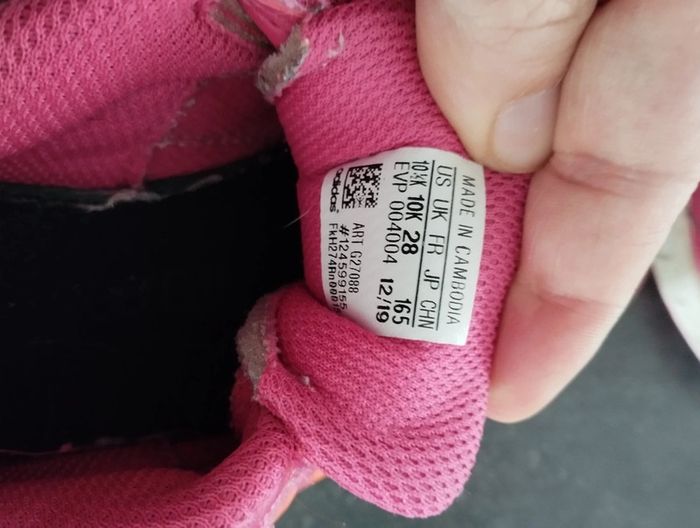 MADE IN CAMBODIA
US UK FR JP CHN
10½K 10K 28 165
EVP 004004 12/19
adidas
ART G27088
#124599155